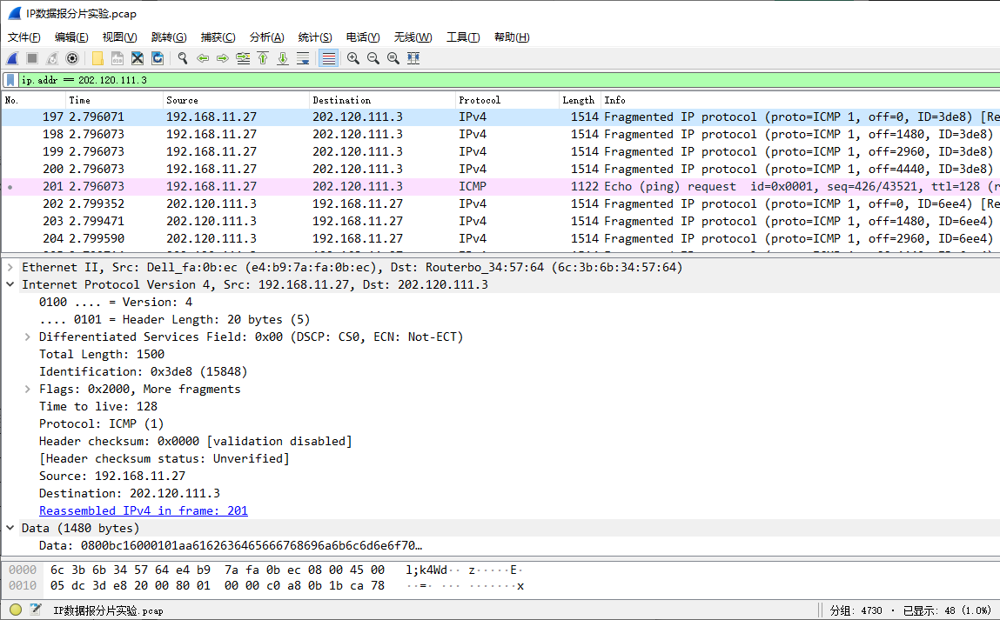 IP数据报分片实验.pcap
文件(F) 编辑(E) 视图(V) 跳转(G) 捕获(C) 分析(A) 统计(S) 电话(Y) 无线(W) 工具(T) 帮助(H)
ip.addr == 202.120.111.3
No. Time Source Destination Protocol Length Info
197 2.796071 192.168.11.27 202.120.111.3 IPv4 1514 Fragmented IP protocol (proto=ICMP 1, off=0, ID=3de8) [Re
198 2.796073 192.168.11.27 202.120.111.3 IPv4 1514 Fragmented IP protocol (proto=ICMP 1, off=1480, ID=3de8)
199 2.796073 192.168.11.27 202.120.111.3 IPv4 1514 Fragmented IP protocol (proto=ICMP 1, off=2960, ID=3de8)
200 2.796073 192.168.11.27 202.120.111.3 IPv4 1514 Fragmented IP protocol (proto=ICMP 1, off=4440, ID=3de8)
201 2.796073 192.168.11.27 202.120.111.3 ICMP 1122 Echo (ping) request id=0x0001, seq=426/43521, ttl=128 (r
202 2.799352 202.120.111.3 192.168.11.27 IPv4 1514 Fragmented IP protocol (proto=ICMP 1, off=0, ID=6ee4) [Re
203 2.799471 202.120.111.3 192.168.11.27 IPv4 1514 Fragmented IP protocol (proto=ICMP 1, off=1480, ID=6ee4)
204 2.799590 202.120.111.3 192.168.11.27 IPv4 1514 Fragmented IP protocol (proto=ICMP 1, off=2960, ID=6ee4)
Ethernet II, Src: Dell_fa:0b:ec (e4:b9:7a:fa:0b:ec), Dst: Routerbo_34:57:64 (6c:3b:6b:34:57:64)
Internet Protocol Version 4, Src: 192.168.11.27, Dst: 202.120.111.3
0100 .... = Version: 4
.... 0101 = Header Length: 20 bytes (5)
Differentiated Services Field: 0x00 (DSCP: CS0, ECN: Not-ECT)
Total Length: 1500
Identification: 0x3de8 (15848)
Flags: 0x2000, More fragments
Time to live: 128
Protocol: ICMP (1)
Header checksum: 0x0000 [validation disabled]
[Header checksum status: Unverified]
Source: 192.168.11.27
Destination: 202.120.111.3
Reassembled IPv4 in frame: 201
Data (1480 bytes)
Data: 0800bc16000101aa6162636465666768696a6b6c6d6e6f70…
0000 6c 3b 6b 34 57 64 e4 b9 7a fa 0b ec 08 00 45 00 l;k4Wd·· z·····E·
0010 05 dc 3d e8 20 00 80 01 00 00 c0 a8 0b 1b ca 78 ··=· ··· ·······x
IP数据报分片实验.pcap 分组: 4730 · 已显示: 48 (1.0%)